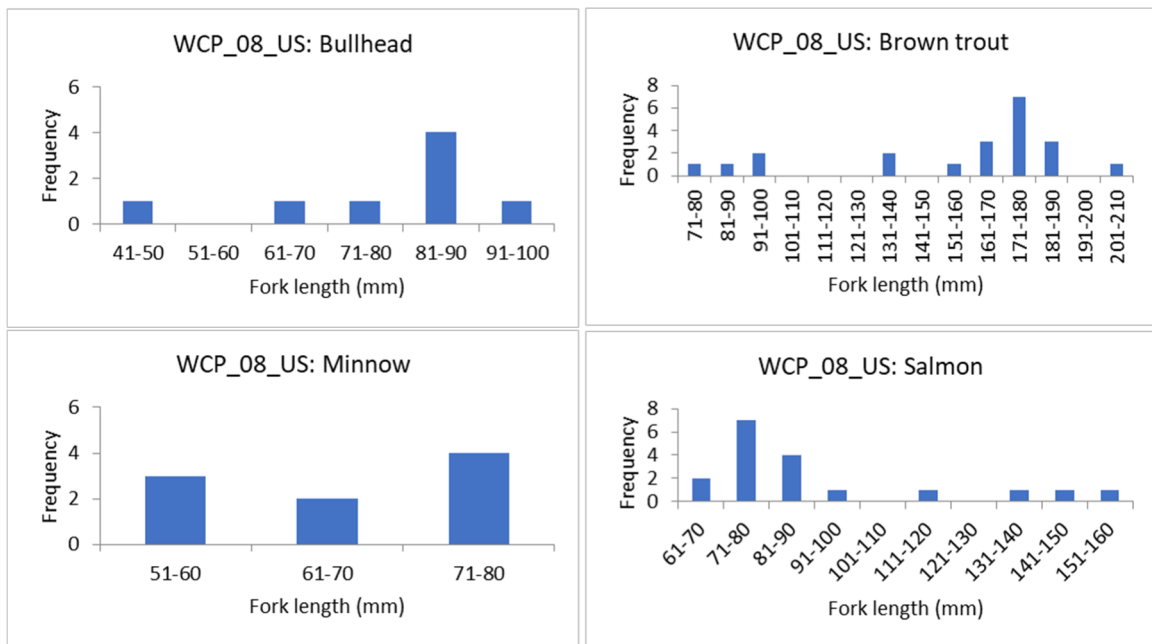 WCP_08_US: Bullhead
Frequency
6
4
2
0
41-50 51-60 61-70 71-80 81-90 91-100
Fork length (mm)
WCP_08_US: Brown trout
Frequency
8
6
4
2
0
71-80 81-90 91-100 101-110 111-120 121-130 131-140 141-150 151-160 161-170 171-180 181-190 191-200 201-210
Fork length (mm)
WCP_08_US: Minnow
Frequency
6
4
2
0
51-60 61-70 71-80
Fork length (mm)
WCP_08_US: Salmon
Frequency
8
6
4
2
0
61-70 71-80 81-90 91-100 101-110 111-120 121-130 131-140 141-150 151-160
Fork length (mm)